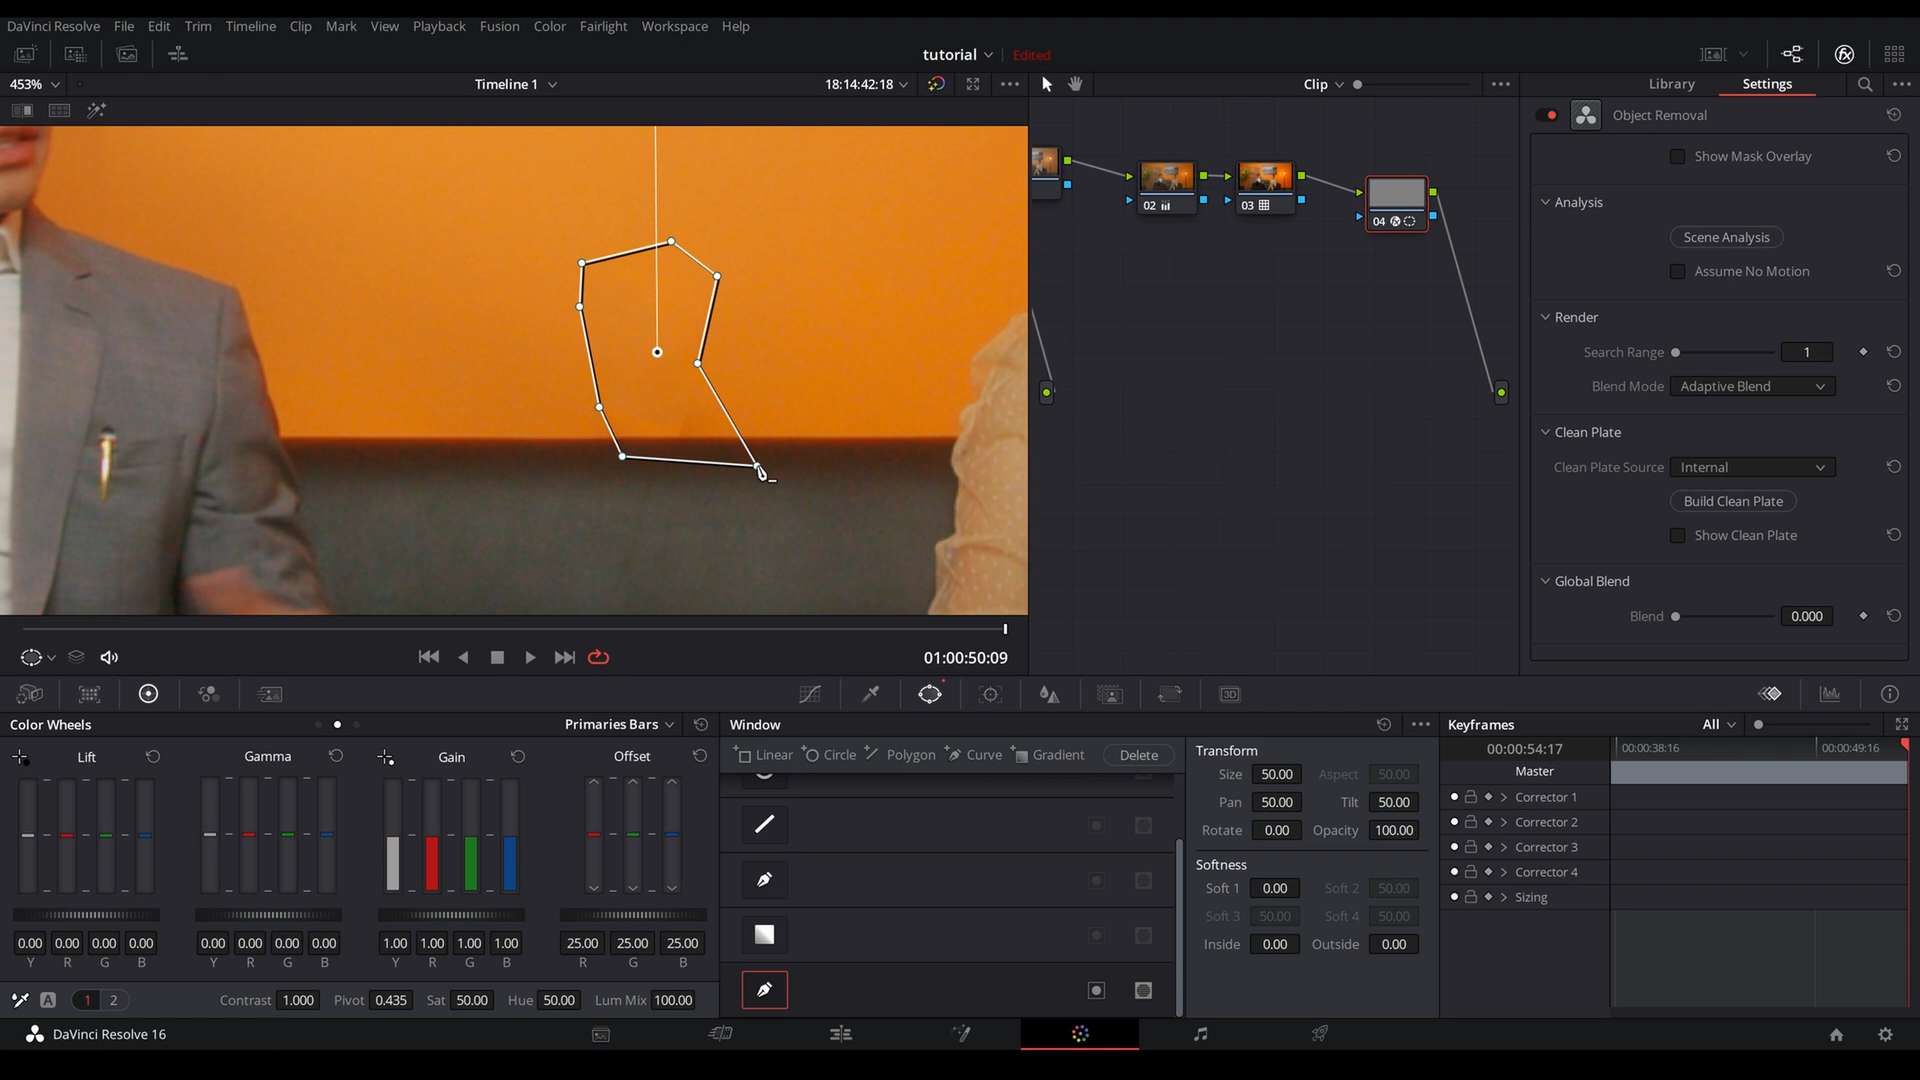 DaVinci Resolve File Edit Trim Timeline Clip Mark View Playback Fusion Color Fairlight Workspace Help
tutorial Edited
453% Timeline 1 18:14:42:18 Clip Library Settings
Object Removal
Show Mask Overlay
Analysis
Scene Analysis
Assume No Motion
Render
Search Range 1
Blend Mode Adaptive Blend
Clean Plate
Clean Plate Source Internal
Build Clean Plate
Show Clean Plate
Global Blend
Blend 0.000
02 03 04
01:00:50:09
Color Wheels Primaries Bars
Lift Gamma Gain Offset
0.00 0.00 0.00 0.00 0.00 0.00 0.00 0.00 1.00 1.00 1.00 1.00 25.00 25.00 25.00
Y R G B Y R G B Y R G B R G B
A 1 2 Contrast 1.000 Pivot 0.435 Sat 50.00 Hue 50.00 Lum Mix 100.00
3D
Window
Linear Circle Polygon Curve Gradient Delete
Transform
Size 50.00 Aspect 50.00
Pan 50.00 Tilt 50.00
Rotate 0.00 Opacity 100.00
Softness
Soft 1 0.00 Soft 2 50.00
Soft 3 50.00 Soft 4 50.00
Inside 0.00 Outside 0.00
Keyframes All
00:00:54:17 00:00:38:16 00:00:49:16
Master
Corrector 1
Corrector 2
Corrector 3
Corrector 4
Sizing
DaVinci Resolve 16